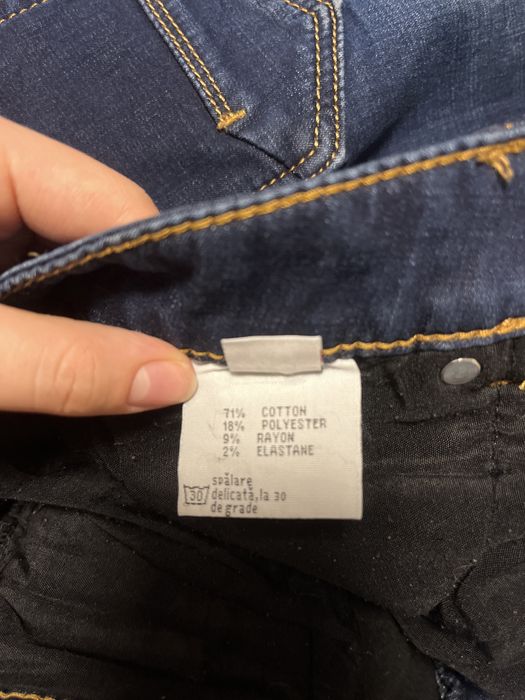 71% COTTON
18% POLYESTER
9% RAYON
2% ELASTANE
spălare
30 delicată, la 30
de grade